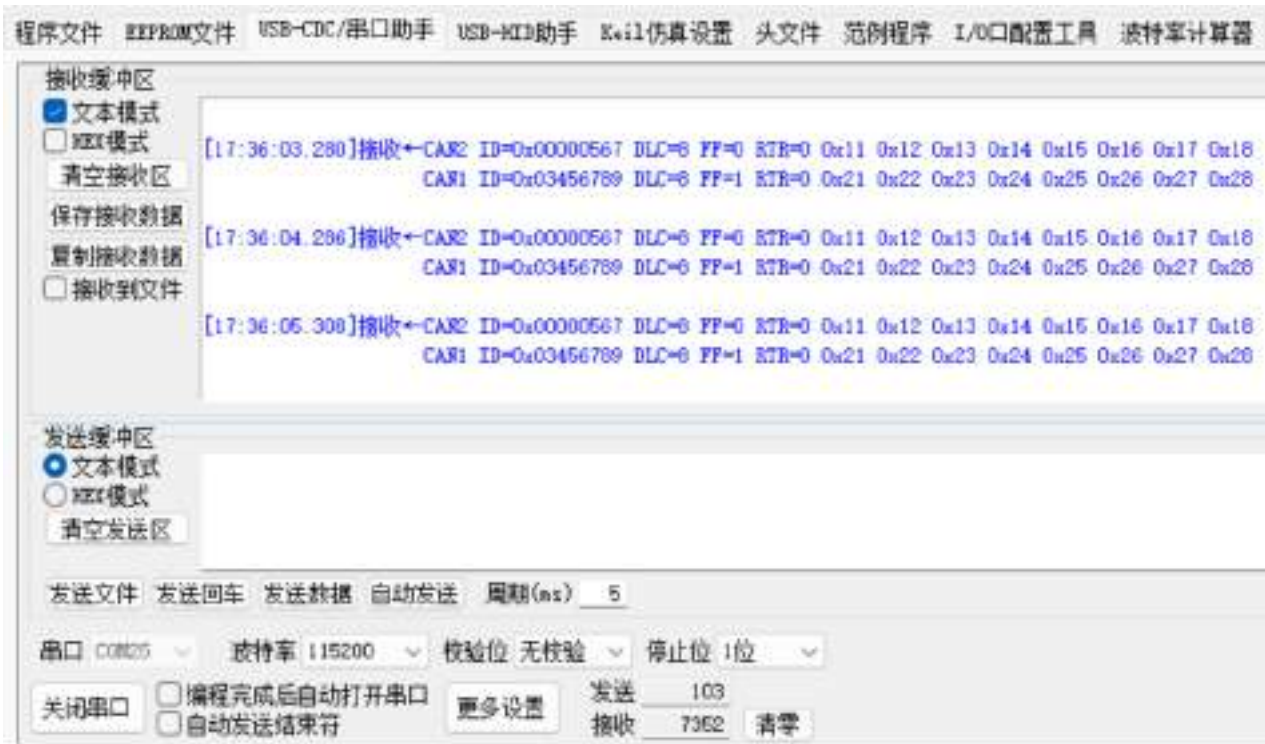 程序文件 EEPROM文件 USB-CDC/串口助手 USB-HID助手 Keil仿真设置 头文件 范例程序 I/O口配置工具 波特率计算器
接收缓冲区
文本模式
HEX模式
清空接收区
保存接收数据
复制接收数据
接收到文件
[17:36:03.280]接收←CAN2 ID=0x00000567 DLC=8 FF=0 RTR=0 0x11 0x12 0x13 0x14 0x15 0x16 0x17 0x18
CAN1 ID=0x03456789 DLC=8 FF=1 RTR=0 0x21 0x22 0x23 0x24 0x25 0x26 0x27 0x28
[17:36:04.286]接收←CAN2 ID=0x00000567 DLC=8 FF=0 RTR=0 0x11 0x12 0x13 0x14 0x15 0x16 0x17 0x18
CAN1 ID=0x03456789 DLC=8 FF=1 RTR=0 0x21 0x22 0x23 0x24 0x25 0x26 0x27 0x28
[17:36:05.308]接收←CAN2 ID=0x00000567 DLC=8 FF=0 RTR=0 0x11 0x12 0x13 0x14 0x15 0x16 0x17 0x18
CAN1 ID=0x03456789 DLC=8 FF=1 RTR=0 0x21 0x22 0x23 0x24 0x25 0x26 0x27 0x28
发送缓冲区
文本模式
HEX模式
清空发送区
发送文件 发送回车 发送数据 自动发送 周期(ms) 5
串口 COM25 波特率 115200 校验位 无校验 停止位 1位
关闭串口 编程完成后自动打开串口 更多设置 发送 103
自动发送结束符 接收 7352 清零